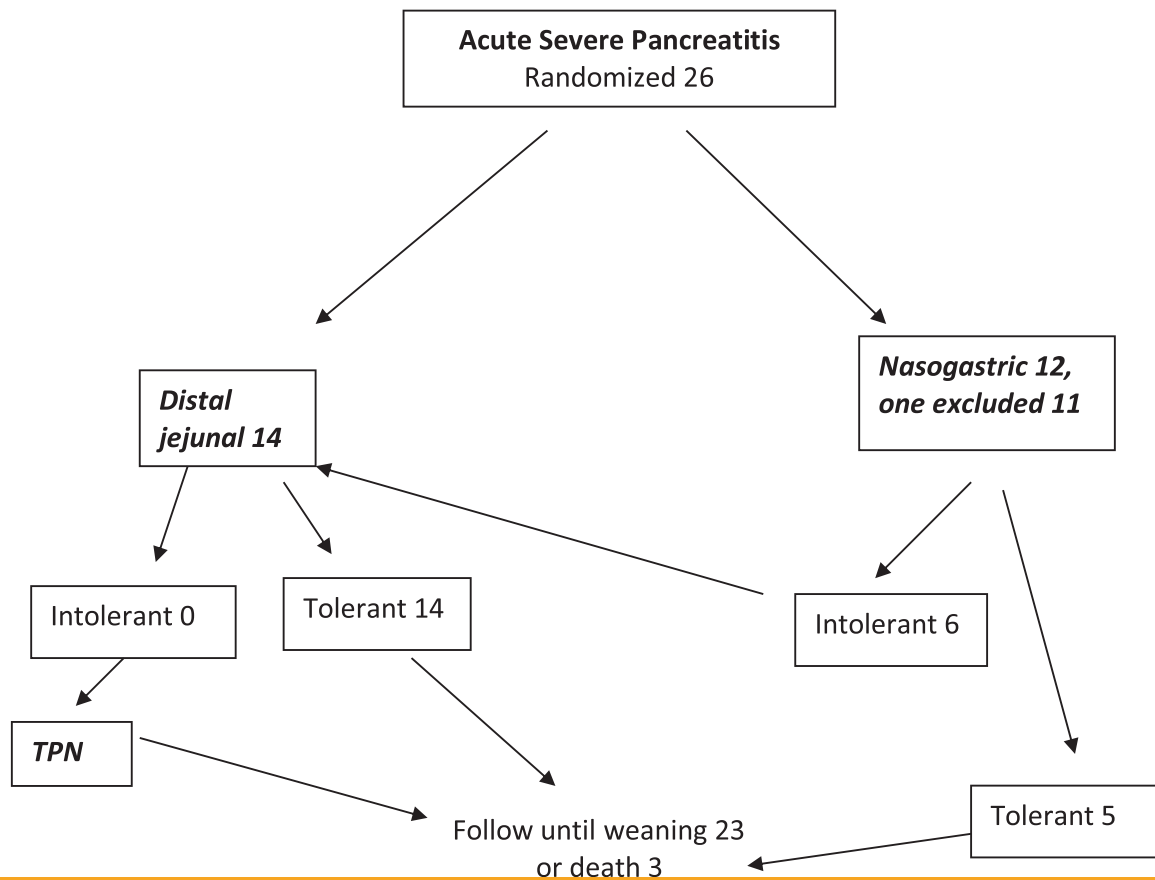 Acute Severe Pancreatitis
Randomized 26
Distal
jejunal 14
Nasogastric 12,
one excluded 11
Intolerant 0
Tolerant 14
Intolerant 6
TPN
Tolerant 5
Follow until weaning 23
or death 3